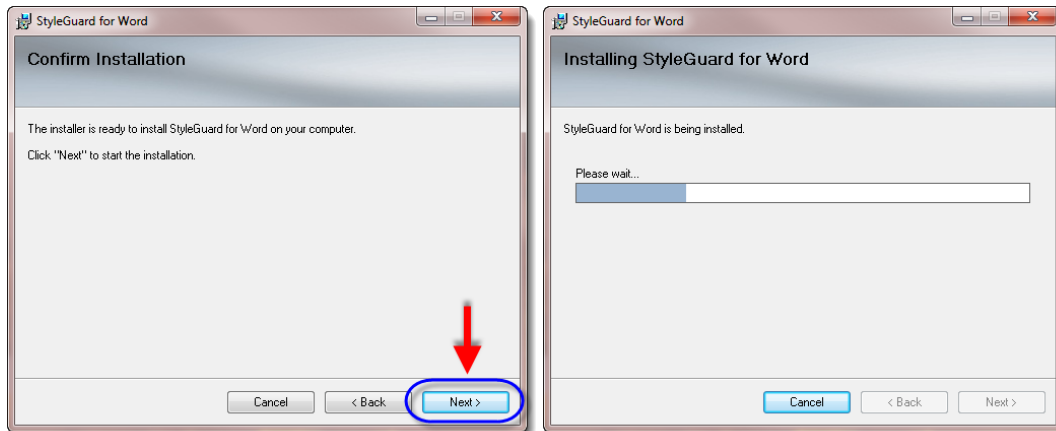 StyleGuard for Word
Confirm Installation
The installer is ready to install StyleGuard for Word on your computer.
Click "Next" to start the installation.
Cancel
< Back
Next >
StyleGuard for Word
Installing StyleGuard for Word
StyleGuard for Word is being installed.
Please wait...
Cancel
< Back
Next >